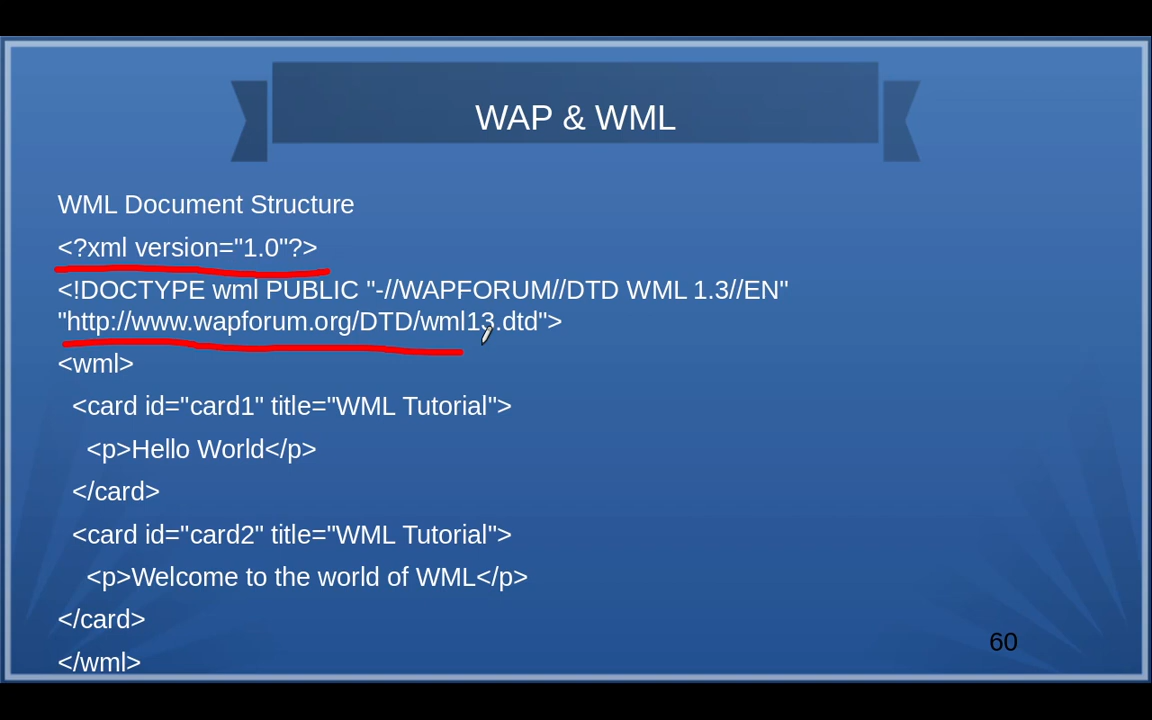 WAP & WML
WML Document Structure
<?xml version="1.0"?>
<!DOCTYPE wml PUBLIC "-//WAPFORUM//DTD WML 1.3//EN"
"http://www.wapforum.org/DTD/wml13.dtd">
<wml>
<card id="card1" title="WML Tutorial">
<p>Hello World</p>
</card>
<card id="card2" title="WML Tutorial">
<p>Welcome to the world of WML</p>
</card>
</wml>
60